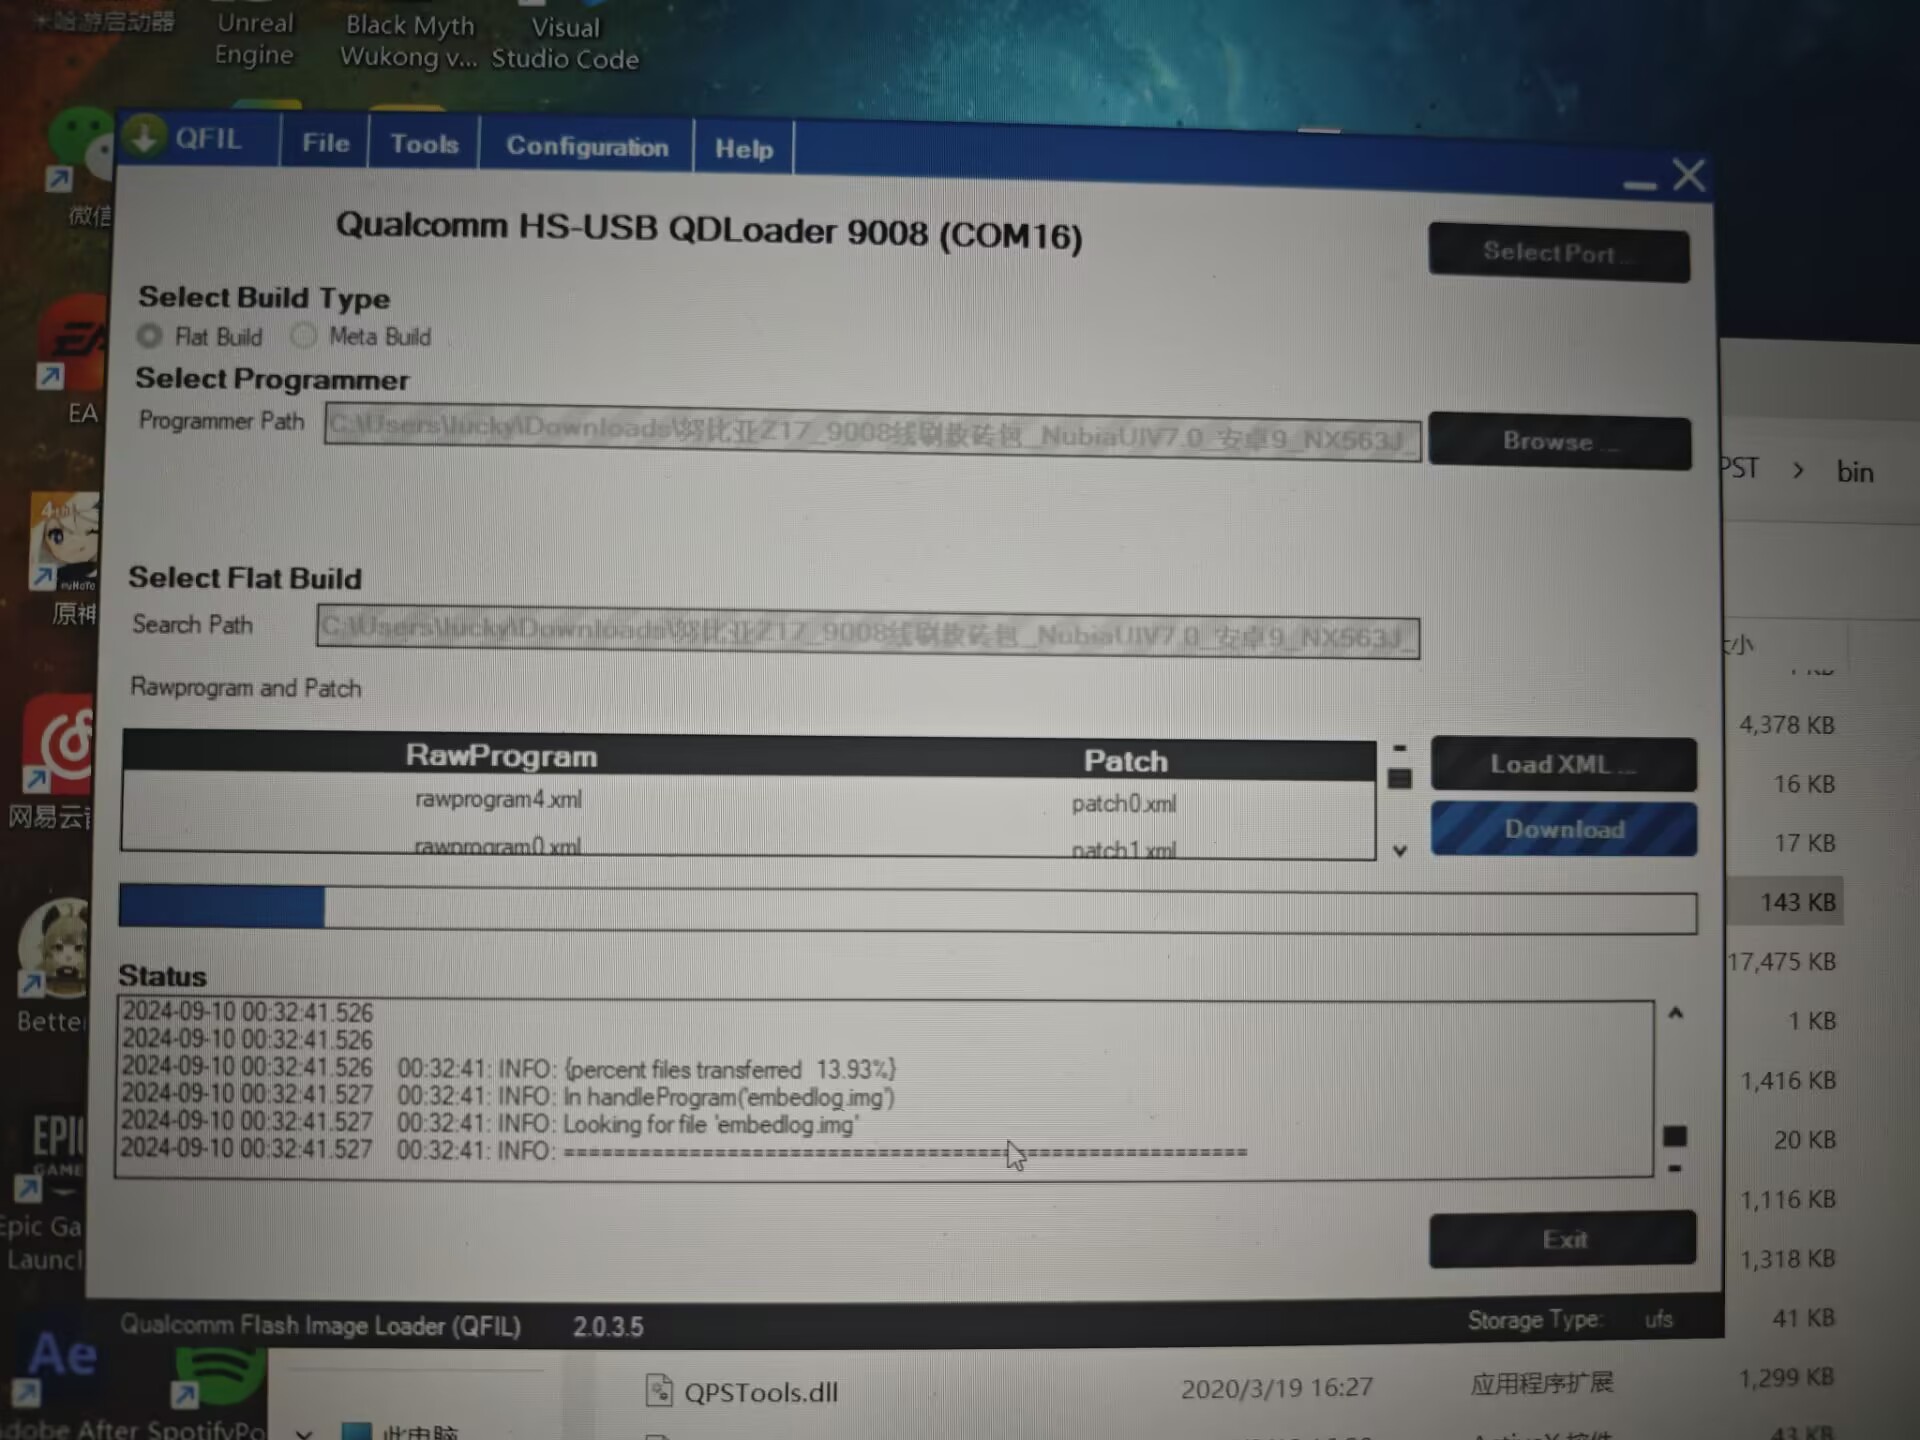 米哈游启动器
Unreal
Engine
Black Myth
Wukong v...
Visual
Studio Code
微信
EA
原神
网易云音
Better
EPIC
GAMES
Epic Ga
Launcl
Ae
Adobe After
SpotifyPo
QFIL
File
Tools
Configuration
Help
Qualcomm HS-USB QDLoader 9008 (COM16)
Select Port ...
Select Build Type
Flat Build
Meta Build
Select Programmer
Programmer Path
C:\Users\lucky\Downloads\努比亚Z17_9008线刷救砖包_NubiaUIV7.0_安卓9_NX563J_
Browse ...
Select Flat Build
Search Path
C:\Users\lucky\Downloads\努比亚Z17_9008线刷救砖包_NubiaUIV7.0_安卓9_NX563J_
Rawprogram and Patch
RawProgram
Patch
rawprogram4.xml
patch0.xml
rawprogram0.xml
patch1.xml
Load XML ...
Download
Status
2024-09-10 00:32:41.526
2024-09-10 00:32:41.526
2024-09-10 00:32:41.526 00:32:41: INFO: {percent files transferred 13.93%}
2024-09-10 00:32:41.527 00:32:41: INFO: In handleProgram('embedlog.img')
2024-09-10 00:32:41.527 00:32:41: INFO: Looking for file 'embedlog.img'
2024-09-10 00:32:41.527 00:32:41: INFO: =======================================================
Exit
Qualcomm Flash Image Loader (QFIL) 2.0.3.5
Storage Type: ufs
PST > bin
大小
4,378 KB
16 KB
17 KB
143 KB
17,475 KB
1 KB
1,416 KB
20 KB
1,116 KB
1,318 KB
41 KB
QPSTools.dll 2020/3/19 16:27 应用程序扩展 1,299 KB
此电脑
43 KB